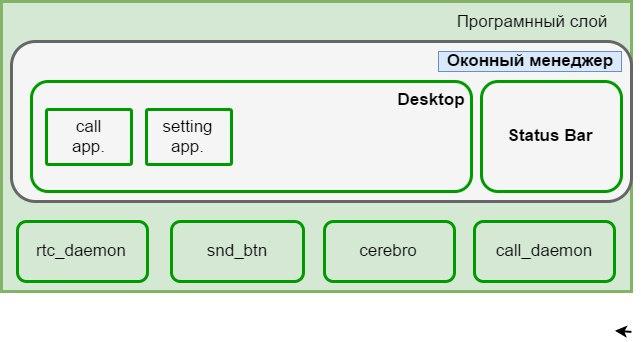 Програмнный слой
Оконный менеджер
Desktop
call
app.
setting
app.
Status Bar
rtc_daemon
snd_btn
cerebro
call_daemon